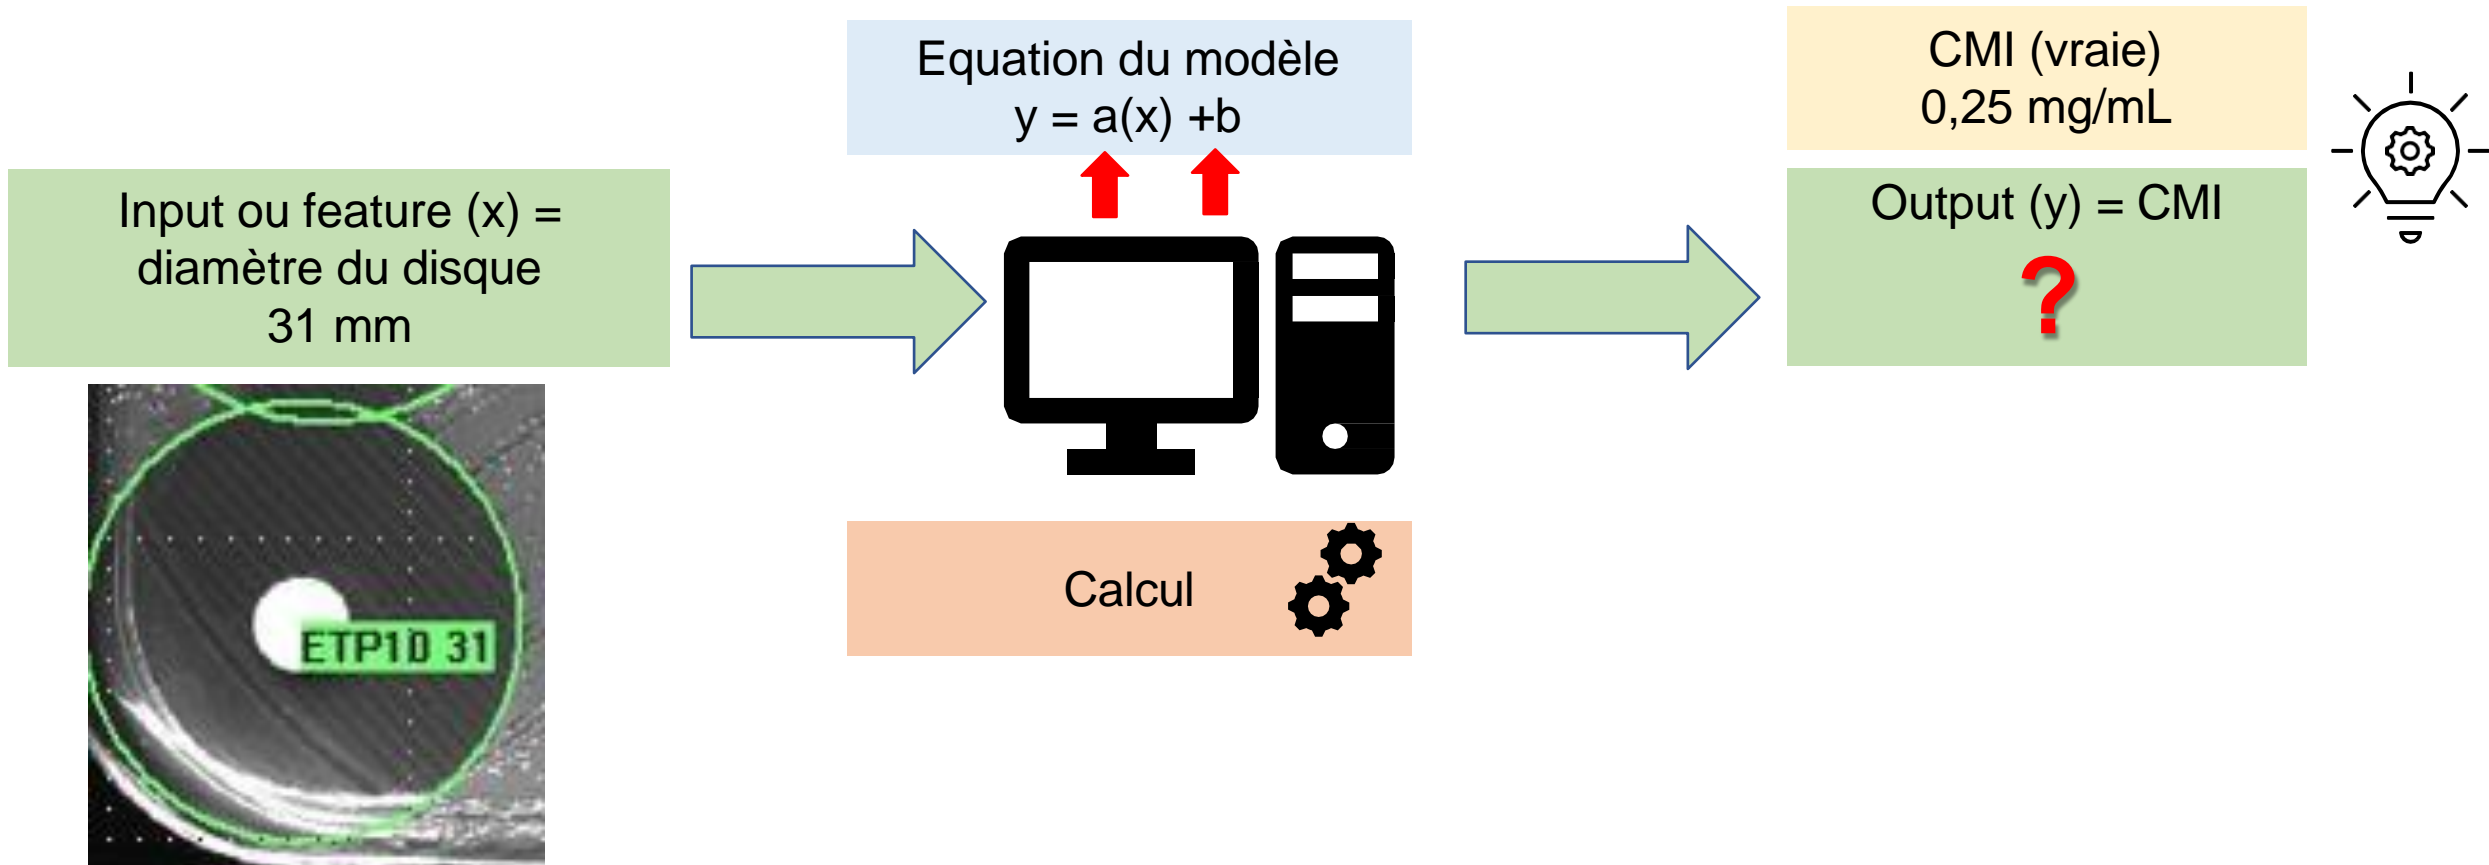 Input ou feature (x) =
diamètre du disque
31 mm
ETP10 31
Equation du modèle
y = a(x) +b
Calcul
CMI (vraie)
0,25 mg/mL
Output (y) = CMI
?